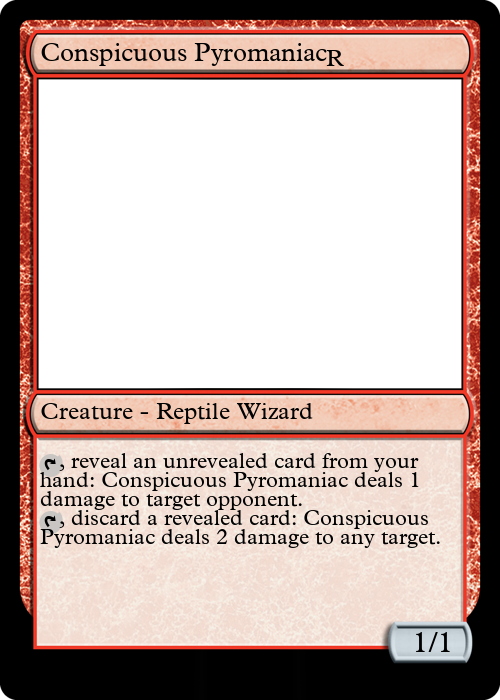 Conspicuous Pyromaniac R
Creature - Reptile Wizard
, reveal an unrevealed card from your
hand: Conspicuous Pyromaniac deals 1
damage to target opponent.
, discard a revealed card: Conspicuous
Pyromaniac deals 2 damage to any target.
1/1